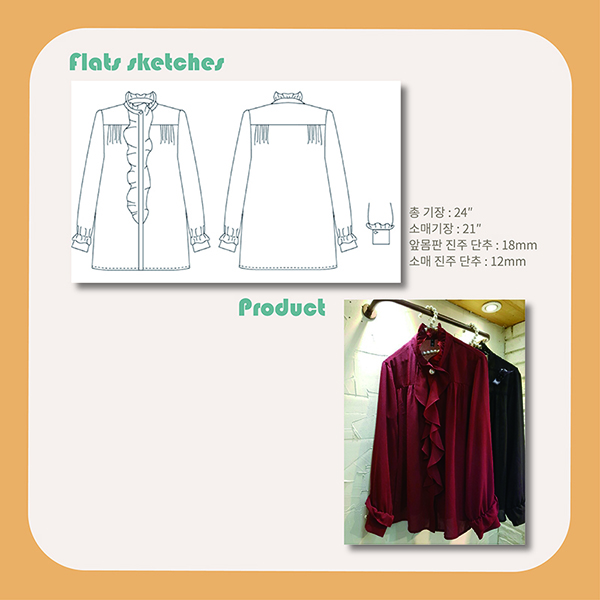 Flats sketches
총 기장 : 24"
소매기장 : 21"
앞몸판 진주 단추 : 18mm
소매 진주 단추 : 12mm
Product